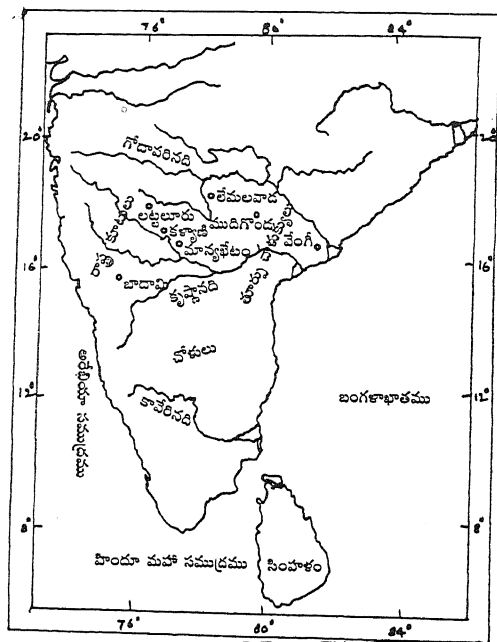 76° 80 84°
20° 20°
గోదావరినది
లేమలవాడ
లట్టలూరు
ముదిగొండ
కళ్యాణి
వేంగీ
మాన్యఖేటం
16° 16°
బాదామి
కృష్ణానది
చోళులు
12° 12°
బంగళాఖాతము
కావేరినది
8° 8°
హిందూ మహా సముద్రము
సింహళం
76° 80 84°